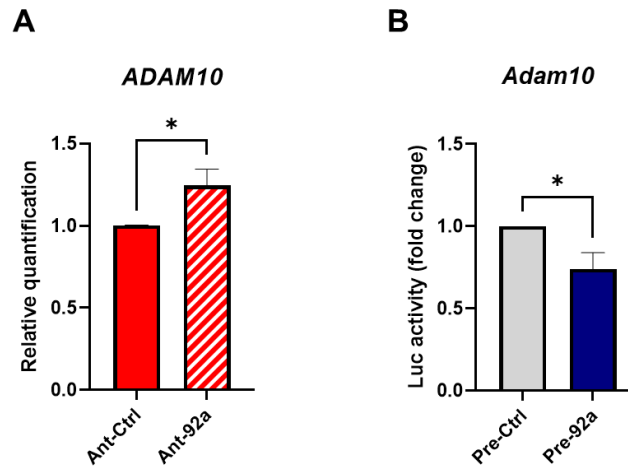 A
ADAM10
*
1.5
1.0
0.5
0.0
Relative quantification
Ant-Ctrl
Ant-92a
B
Adam10
*
1.5
1.0
0.5
0.0
Luc activity (fold change)
Pre-Ctrl
Pre-92a